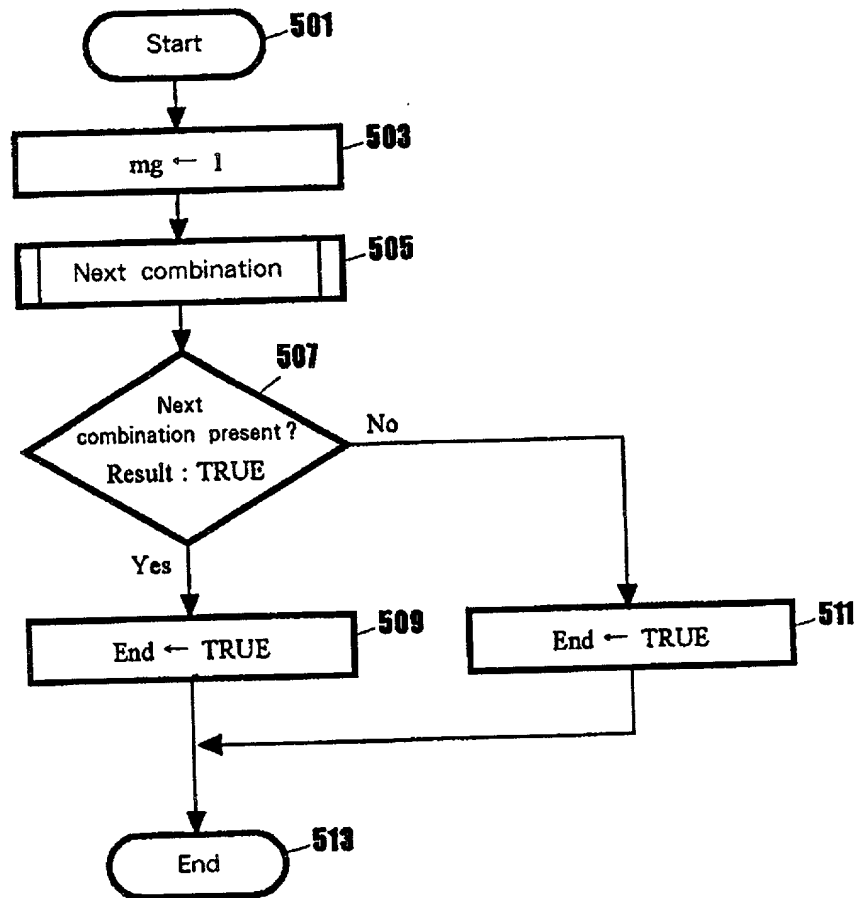 Start
501
mg ← 1
503
Next combination
505
507
Next
combination present?
Result : TRUE
No
Yes
End ← TRUE
509
End ← TRUE
511
End
513